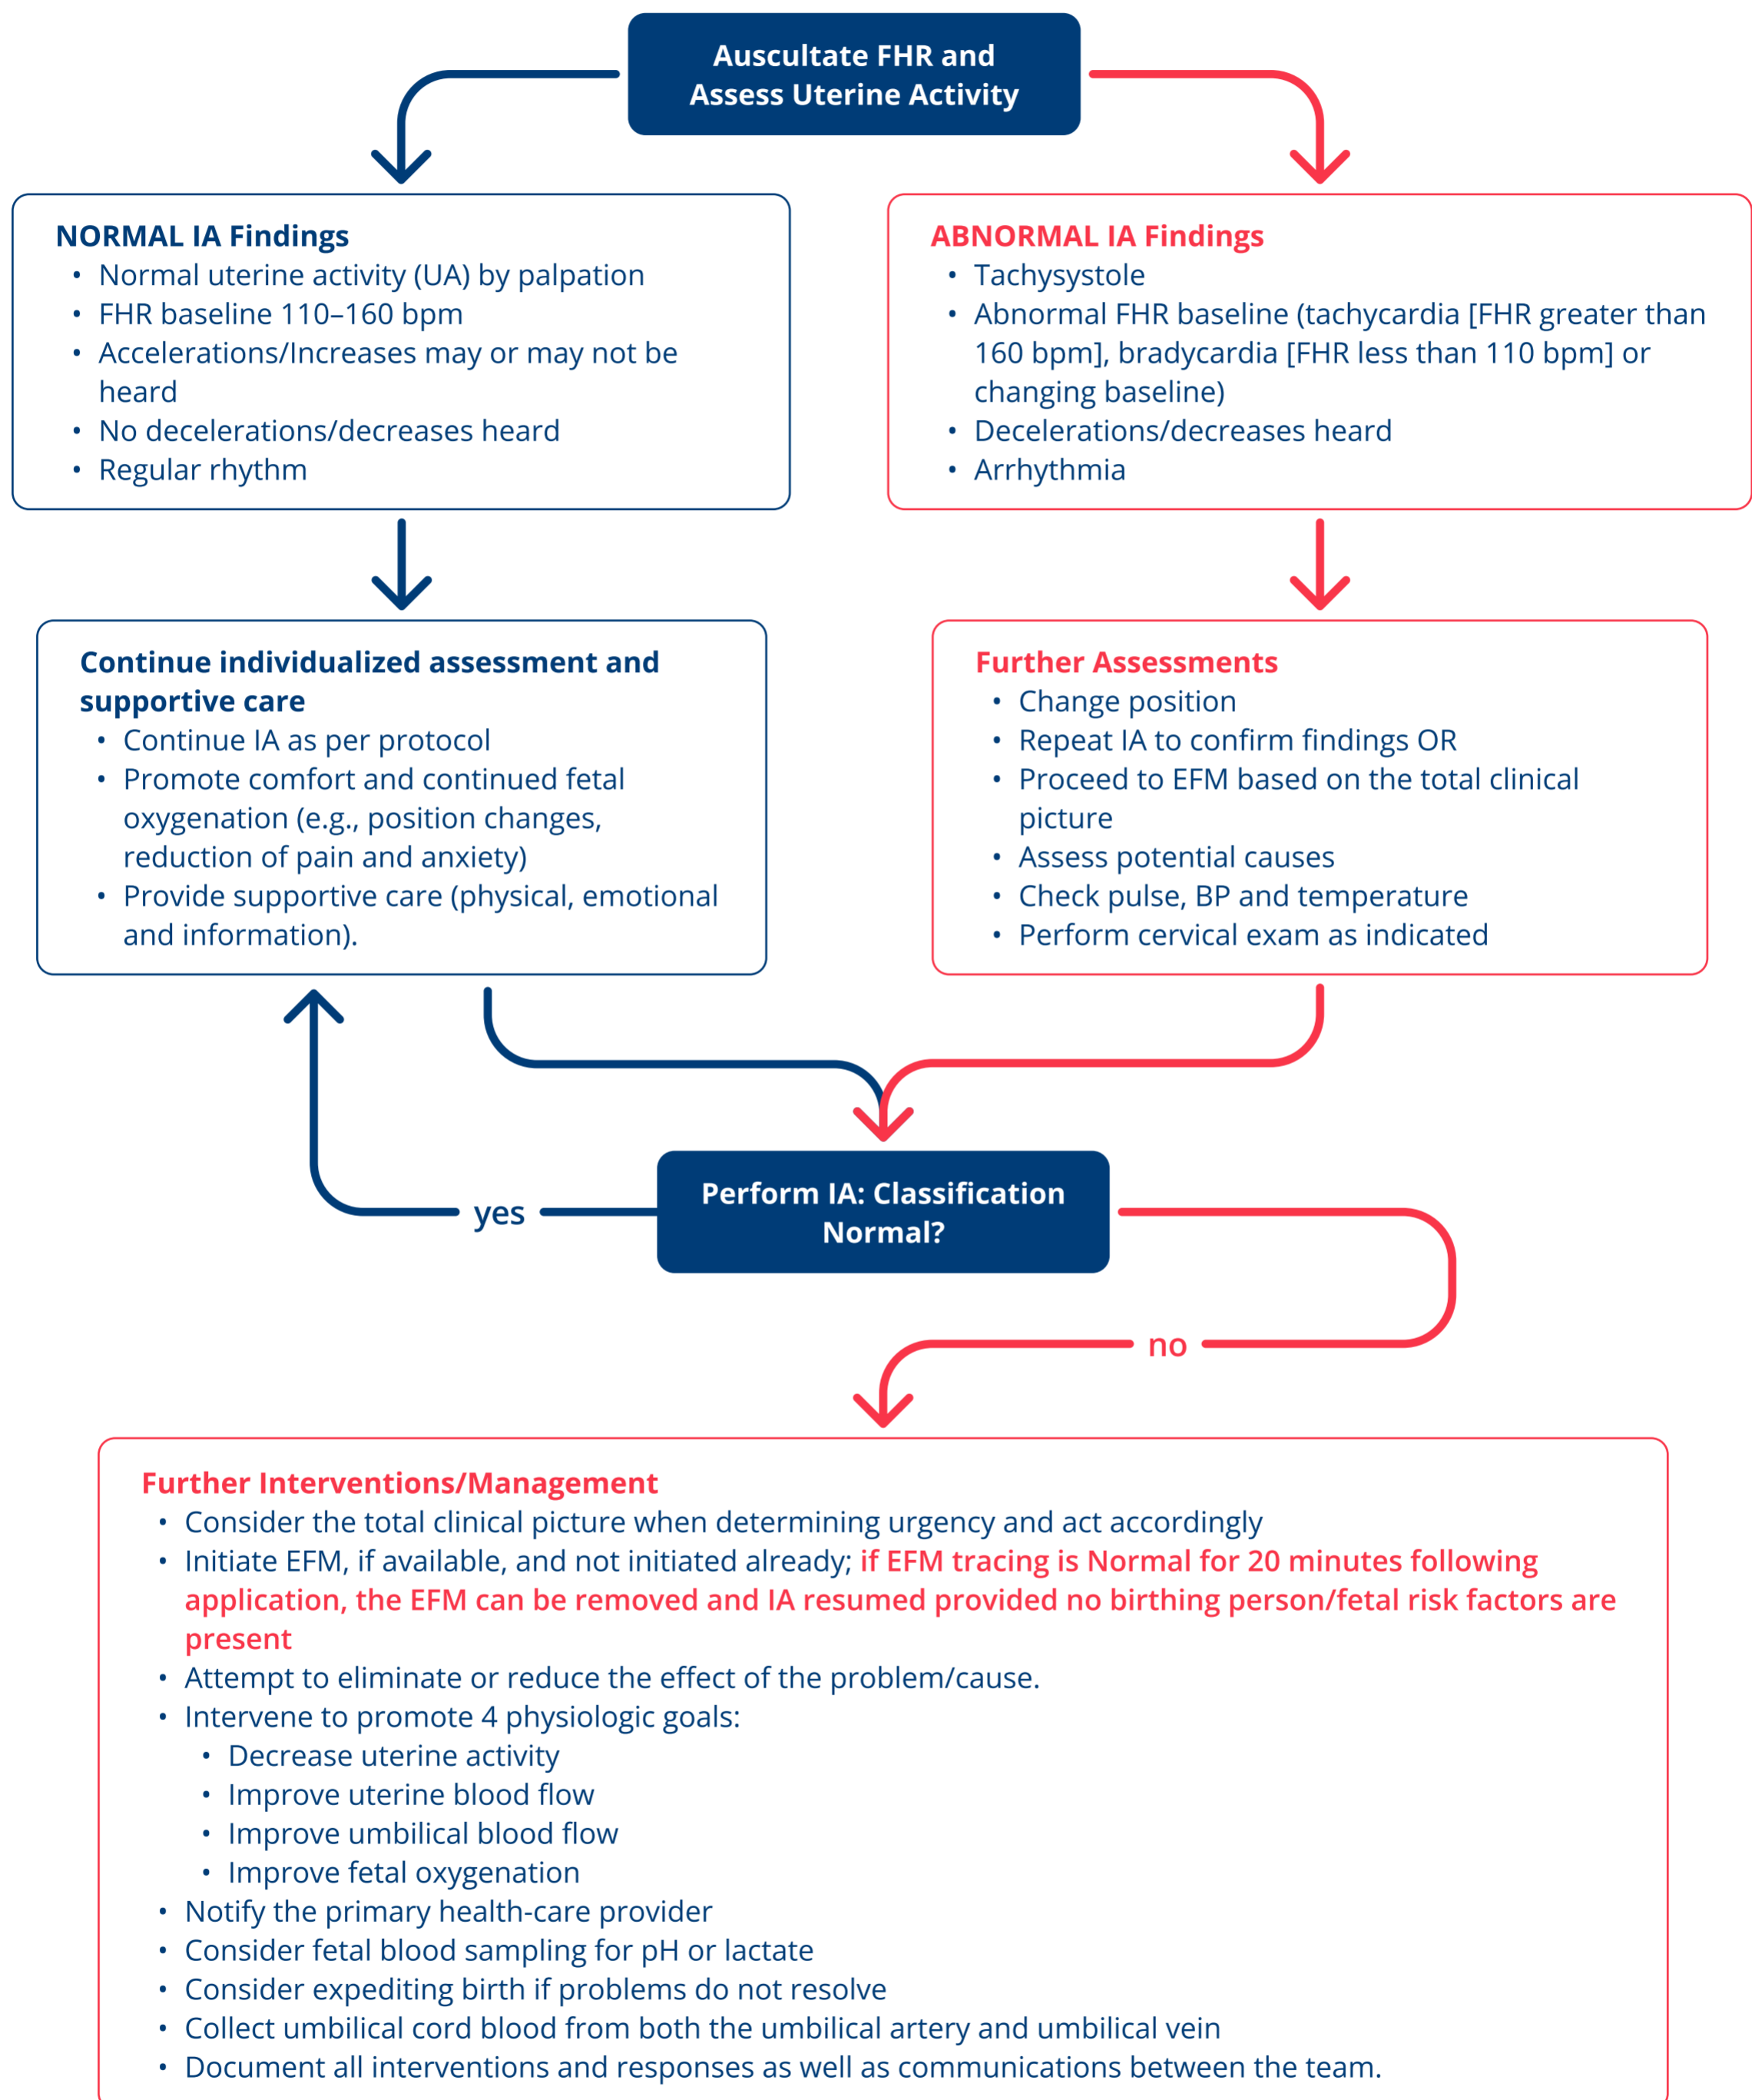 Auscultate FHR and
Assess Uterine Activity
NORMAL IA Findings
• Normal uterine activity (UA) by palpation
• FHR baseline 110–160 bpm
• Accelerations/Increases may or may not be
heard
• No decelerations/decreases heard
• Regular rhythm
ABNORMAL IA Findings
• Tachysystole
• Abnormal FHR baseline (tachycardia [FHR greater than
160 bpm], bradycardia [FHR less than 110 bpm] or
changing baseline)
• Decelerations/decreases heard
• Arrhythmia
Continue individualized assessment and
supportive care
• Continue IA as per protocol
• Promote comfort and continued fetal
oxygenation (e.g., position changes,
reduction of pain and anxiety)
• Provide supportive care (physical, emotional
and information).
Further Assessments
• Change position
• Repeat IA to confirm findings OR
• Proceed to EFM based on the total clinical
picture
• Assess potential causes
• Check pulse, BP and temperature
• Perform cervical exam as indicated
Perform IA: Classification
Normal?
yes
no
Further Interventions/Management
• Consider the total clinical picture when determining urgency and act accordingly
• Initiate EFM, if available, and not initiated already; if EFM tracing is Normal for 20 minutes following
application, the EFM can be removed and IA resumed provided no birthing person/fetal risk factors are
present
• Attempt to eliminate or reduce the effect of the problem/cause.
• Intervene to promote 4 physiologic goals:
• Decrease uterine activity
• Improve uterine blood flow
• Improve umbilical blood flow
• Improve fetal oxygenation
• Notify the primary health-care provider
• Consider fetal blood sampling for pH or lactate
• Consider expediting birth if problems do not resolve
• Collect umbilical cord blood from both the umbilical artery and umbilical vein
• Document all interventions and responses as well as communications between the team.